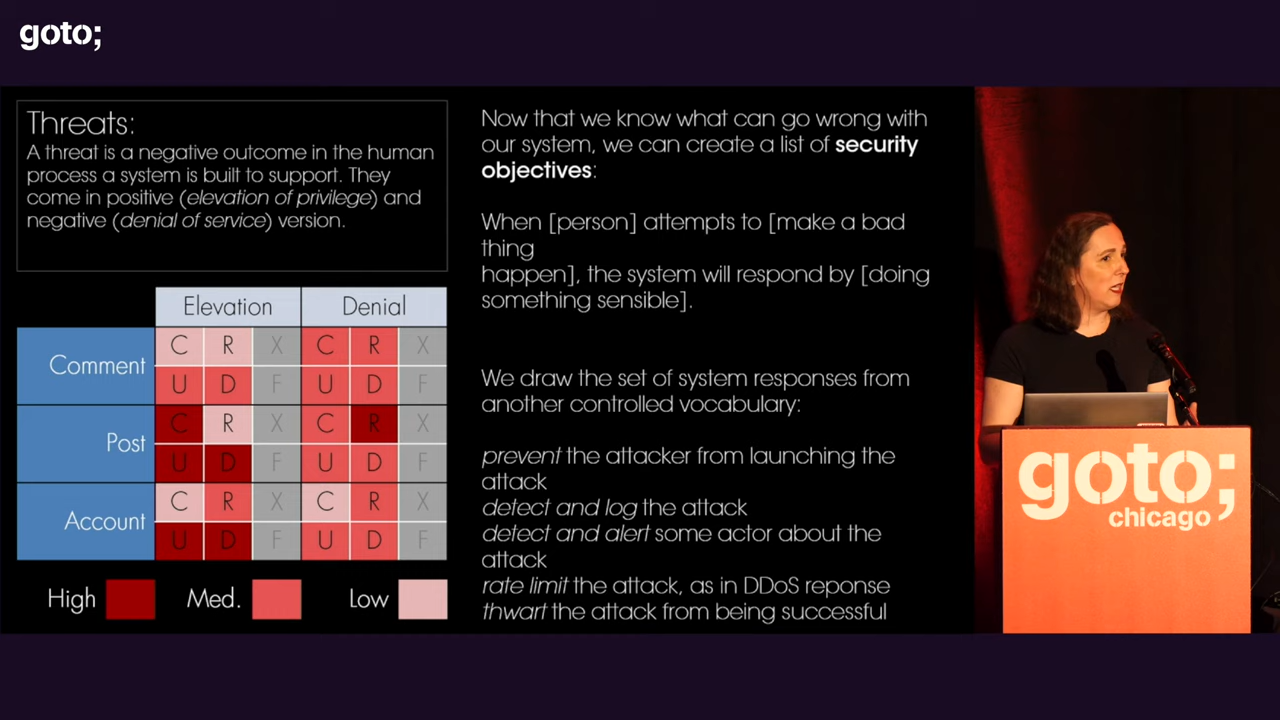 goto;
Threats:
A threat is a negative outcome in the human
process a system is built to support. They
come in positive (elevation of privilege) and
negative (denial of service) version.
Elevation Denial
Comment
C R X C R X
U D F U D F
Post
C R X C R X
U D F U D F
Account
C R X C R X
U D F U D F
High Med. Low
Now that we know what can go wrong with
our system, we can create a list of security
objectives:
When [person] attempts to [make a bad
thing
happen], the system will respond by [doing
something sensible].
We draw the set of system responses from
another controlled vocabulary:
prevent the attacker from launching the
attack
detect and log the attack
detect and alert some actor about the
attack
rate limit the attack, as in DDoS reponse
thwart the attack from being successful
goto;
chicago